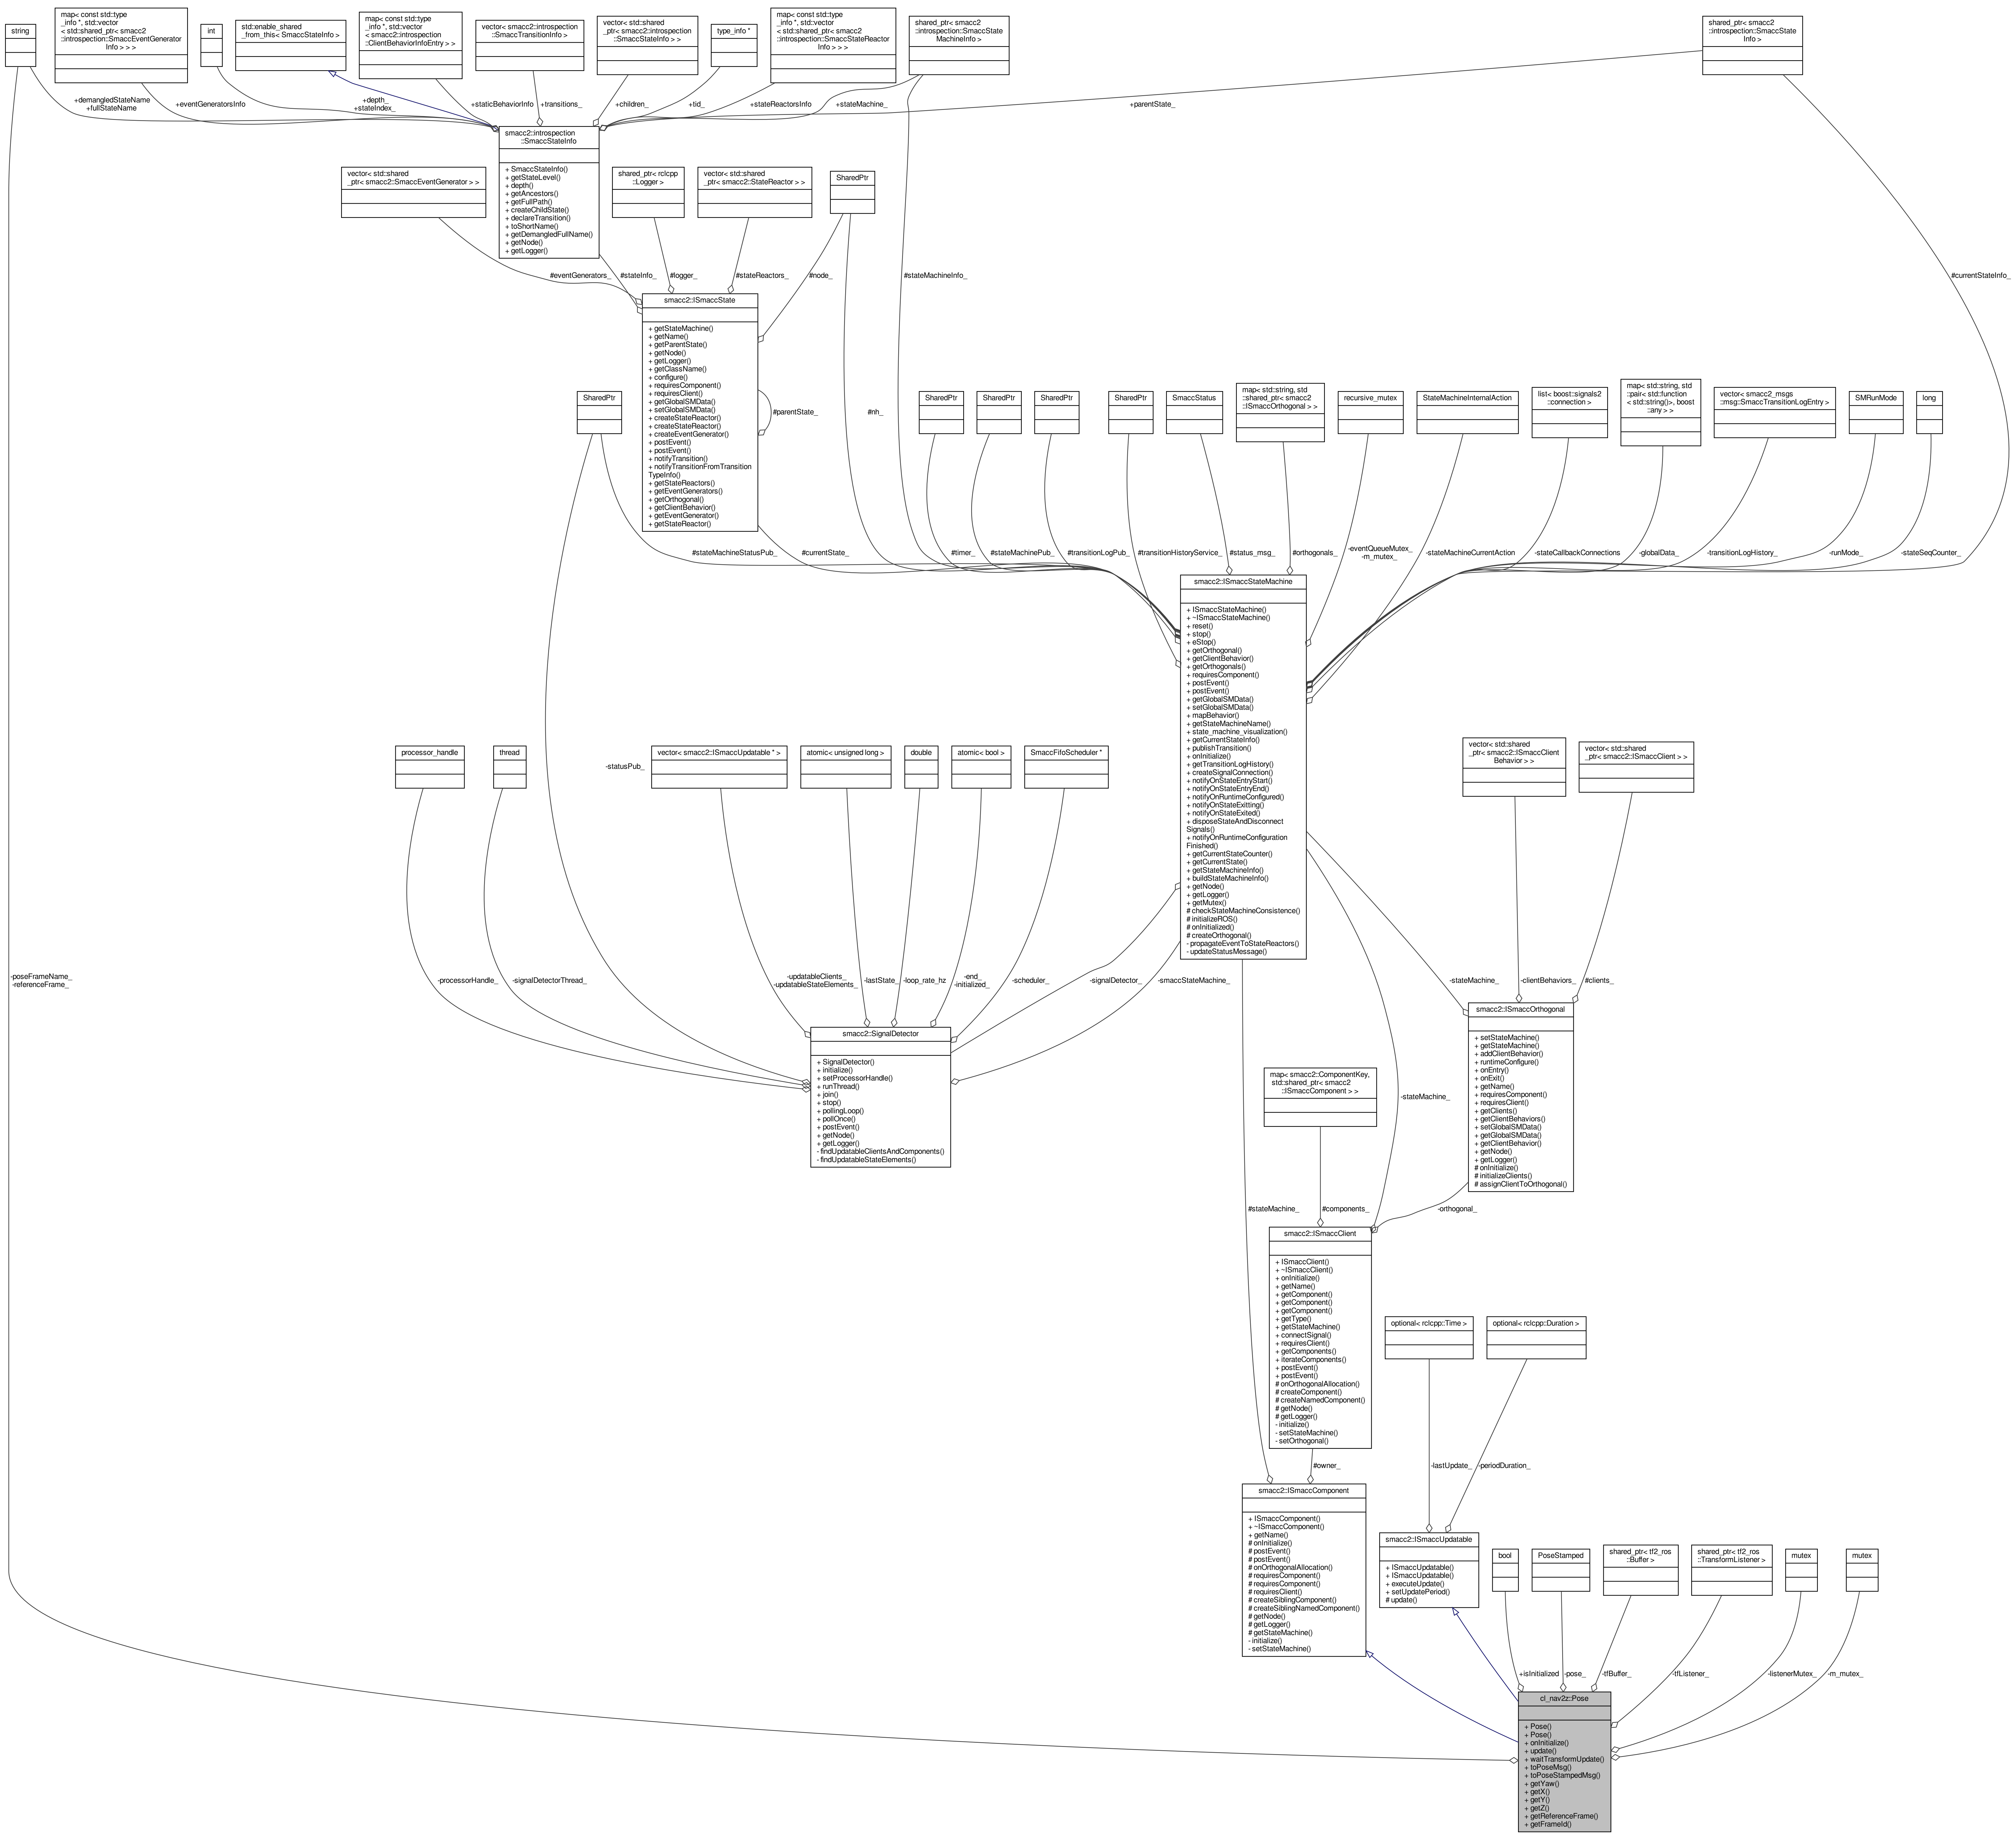 string
map< const std::type
_info *, std::vector
< std::shared_ptr< smacc2
::introspection::SmaccEventGenerator
Info > > >
int
std::enable_shared
_from_this< SmaccStateInfo >
map< const std::type
_info *, std::vector
< smacc2::introspection
::ClientBehaviorInfoEntry > >
vector< smacc2::introspection
::SmaccTransitionInfo >
vector< std::shared
_ptr< smacc2::introspection
::SmaccStateInfo > >
type_info *
map< const std::type
_info *, std::vector
< std::shared_ptr< smacc2
::introspection::SmaccStateReactor
Info > > >
shared_ptr< smacc2
::introspection::SmaccState
MachineInfo >
shared_ptr< smacc2
::introspection::SmaccState
Info >
+demangledStateName
+fullStateName
+eventGeneratorsInfo
+depth_
+stateIndex_
+staticBehaviorInfo
+transitions_
+children_
+tid_
+stateReactorsInfo
+stateMachine_
+parentState_
smacc2::introspection
::SmaccStateInfo
+ SmaccStateInfo()
+ getStateLevel()
+ depth()
+ getAncestors()
+ getFullPath()
+ createChildState()
+ declareTransition()
+ toShortName()
+ getDemangledFullName()
+ getNode()
+ getLogger()
vector< std::shared
_ptr< smacc2::SmaccEventGenerator > >
shared_ptr< rclcpp
::Logger >
vector< std::shared
_ptr< smacc2::StateReactor > >
SharedPtr
#eventGenerators_
#stateInfo_
#logger_
#stateReactors_
#node_
#stateMachineInfo_
#currentStateInfo_
smacc2::ISmaccState
+ getStateMachine()
+ getName()
+ getParentState()
+ getNode()
+ getLogger()
+ getClassName()
+ configure()
+ requiresComponent()
+ requiresClient()
+ getGlobalSMData()
+ setGlobalSMData()
+ createStateReactor()
+ createStateReactor()
+ createEventGenerator()
+ postEvent()
+ postEvent()
+ notifyTransition()
+ notifyTransitionFromTransition
TypeInfo()
+ getStateReactors()
+ getEventGenerators()
+ getOrthogonal()
+ getClientBehavior()
+ getEventGenerator()
+ getStateReactor()
#parentState_
#nh_
SharedPtr
SharedPtr
SharedPtr
SharedPtr
SharedPtr
SmaccStatus
map< std::string, std
::shared_ptr< smacc2
::ISmaccOrthogonal > >
recursive_mutex
StateMachineInternalAction
list< boost::signals2
::connection >
map< std::string, std
::pair< std::function
< std::string()>, boost
::any > >
vector< smacc2_msgs
::msg::SmaccTransitionLogEntry >
SMRunMode
long
#stateMachineStatusPub_
#currentState_
#timer_
#stateMachinePub_
#transitionLogPub_
#transitionHistoryService_
#status_msg_
#orthogonals_
-eventQueueMutex_
-m_mutex_
-stateMachineCurrentAction
-stateCallbackConnections
-globalData_
-transitionLogHistory_
-runMode_
-stateSeqCounter_
smacc2::ISmaccStateMachine
+ ISmaccStateMachine()
+ ~ISmaccStateMachine()
+ reset()
+ stop()
+ eStop()
+ getOrthogonal()
+ getClientBehavior()
+ getOrthogonals()
+ requiresComponent()
+ postEvent()
+ postEvent()
+ getGlobalSMData()
+ setGlobalSMData()
+ mapBehavior()
+ getStateMachineName()
+ state_machine_visualization()
+ getCurrentStateInfo()
+ publishTransition()
+ onInitialize()
+ getTransitionLogHistory()
+ createSignalConnection()
+ notifyOnStateEntryStart()
+ notifyOnStateEntryEnd()
+ notifyOnRuntimeConfigured()
+ notifyOnStateExitting()
+ notifyOnStateExited()
+ disposeStateAndDisconnect
Signals()
+ notifyOnRuntimeConfiguration
Finished()
+ getCurrentStateCounter()
+ getCurrentState()
+ getStateMachineInfo()
+ buildStateMachineInfo()
+ getNode()
+ getLogger()
+ getMutex()
# checkStateMachineConsistence()
# initializeROS()
# onInitialized()
# createOrthogonal()
- propagateEventToStateReactors()
- updateStatusMessage()
processor_handle
thread
-statusPub_
vector< smacc2::ISmaccUpdatable * >
atomic< unsigned long >
double
atomic< bool >
SmaccFifoScheduler *
vector< std::shared
_ptr< smacc2::ISmaccClient
Behavior > >
vector< std::shared
_ptr< smacc2::ISmaccClient > >
-poseFrameName_
-referenceFrame_
-processorHandle_
-signalDetectorThread_
-updatableClients_
-updatableStateElements_
-lastState_
-loop_rate_hz
-end_
-initialized_
-scheduler_
-signalDetector_
-smaccStateMachine_
-stateMachine_
-clientBehaviors_
#clients_
smacc2::SignalDetector
+ SignalDetector()
+ initialize()
+ setProcessorHandle()
+ runThread()
+ join()
+ stop()
+ pollingLoop()
+ pollOnce()
+ postEvent()
+ getNode()
+ getLogger()
- findUpdatableClientsAndComponents()
- findUpdatableStateElements()
smacc2::ISmaccOrthogonal
+ setStateMachine()
+ getStateMachine()
+ addClientBehavior()
+ runtimeConfigure()
+ onEntry()
+ onExit()
+ getName()
+ requiresComponent()
+ requiresClient()
+ getClients()
+ getClientBehaviors()
+ setGlobalSMData()
+ getGlobalSMData()
+ getClientBehavior()
+ getNode()
+ getLogger()
# onInitialize()
# initializeClients()
# assignClientToOrthogonal()
map< smacc2::ComponentKey,
std::shared_ptr< smacc2
::ISmaccComponent > >
-stateMachine_
#stateMachine_
#components_
-orthogonal_
smacc2::ISmaccClient
+ ISmaccClient()
+ ~ISmaccClient()
+ onInitialize()
+ getName()
+ getComponent()
+ getComponent()
+ getComponent()
+ getType()
+ getStateMachine()
+ connectSignal()
+ requiresClient()
+ getComponents()
+ iterateComponents()
+ postEvent()
+ postEvent()
# onOrthogonalAllocation()
# createComponent()
# createNamedComponent()
# getNode()
# getLogger()
- initialize()
- setStateMachine()
- setOrthogonal()
optional< rclcpp::Time >
optional< rclcpp::Duration >
#owner_
-lastUpdate_
-periodDuration_
smacc2::ISmaccComponent
+ ISmaccComponent()
+ ~ISmaccComponent()
+ getName()
# onInitialize()
# postEvent()
# postEvent()
# onOrthogonalAllocation()
# requiresComponent()
# requiresComponent()
# requiresClient()
# createSiblingComponent()
# createSiblingNamedComponent()
# getNode()
# getLogger()
# getStateMachine()
- initialize()
- setStateMachine()
smacc2::ISmaccUpdatable
+ ISmaccUpdatable()
+ ISmaccUpdatable()
+ executeUpdate()
+ setUpdatePeriod()
# update()
bool
PoseStamped
shared_ptr< tf2_ros
::Buffer >
shared_ptr< tf2_ros
::TransformListener >
mutex
mutex
+isInitialized
-pose_
-tfBuffer_
-tfListener_
-listenerMutex_
-m_mutex_
cl_nav2z::Pose
+ Pose()
+ Pose()
+ onInitialize()
+ update()
+ waitTransformUpdate()
+ toPoseMsg()
+ toPoseStampedMsg()
+ getYaw()
+ getX()
+ getY()
+ getZ()
+ getReferenceFrame()
+ getFrameId()